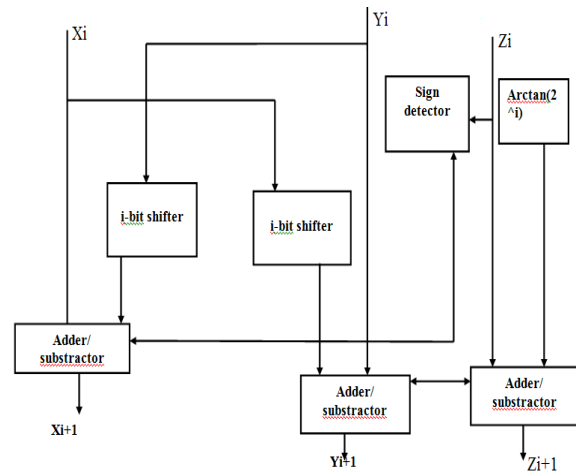 Xi
Yi
Zi
Sign
detector
Arctan(2
^i)
i-bit shifter
i-bit shifter
Adder/
substractor
Adder/
substractor
Adder/
substractor
Xi+1
Yi+1
Zi+1